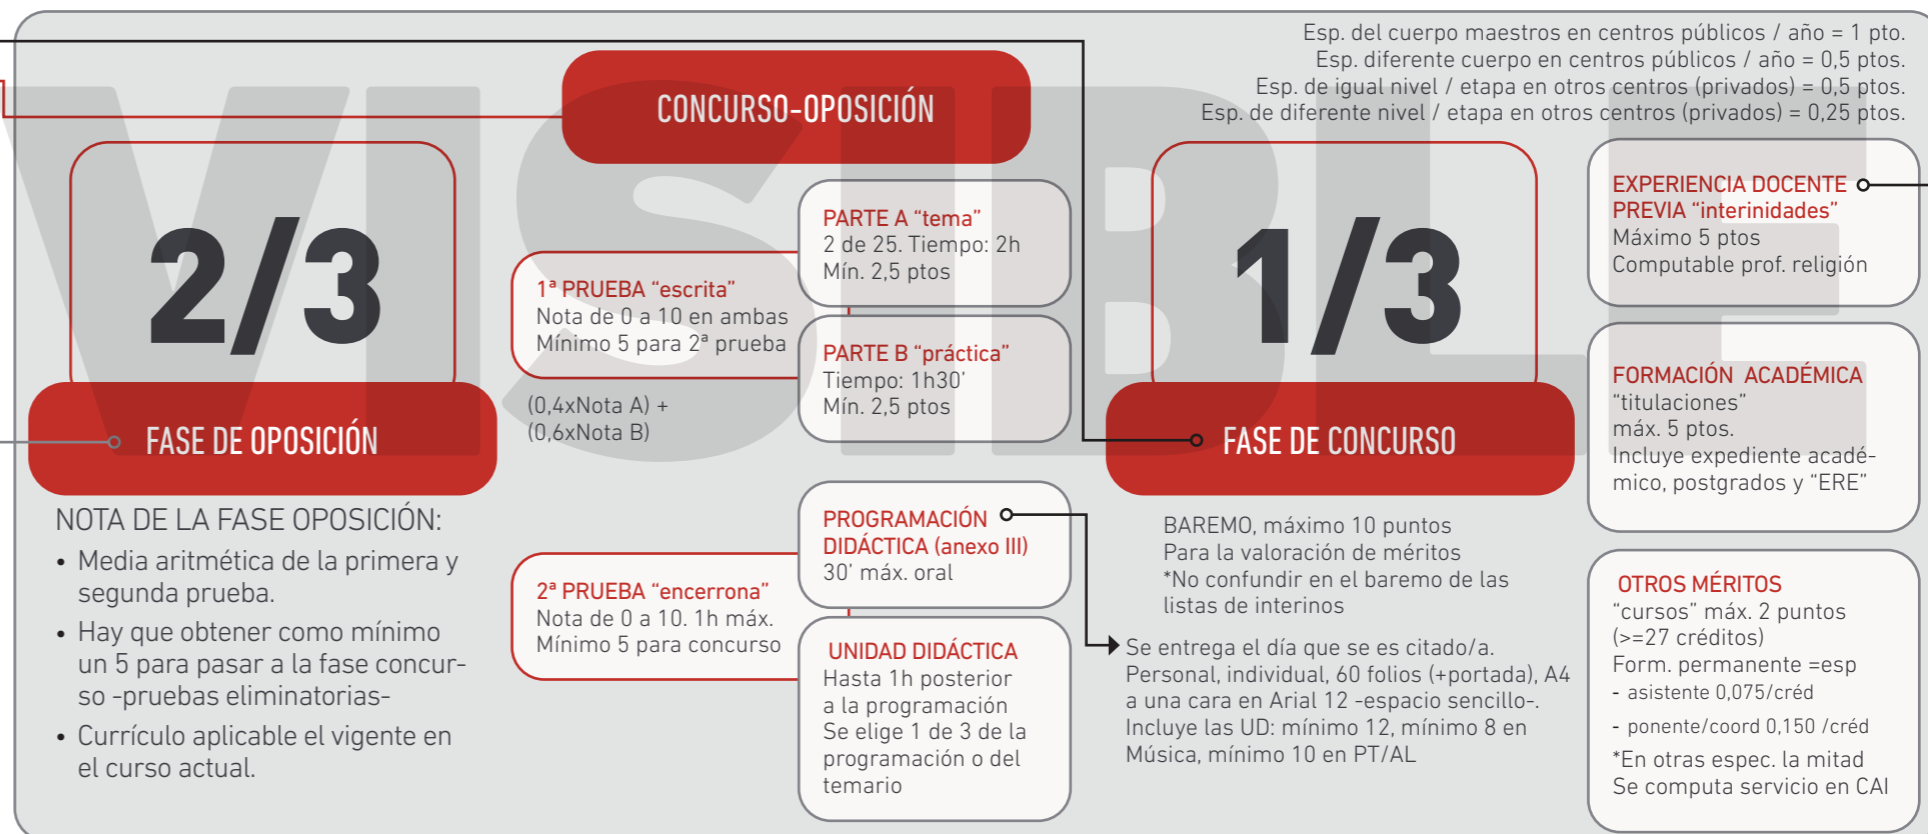 Esp. del cuerpo maestros en centros públicos / año = 1 pto.
Esp. diferente cuerpo en centros públicos / año = 0,5 ptos.
Esp. de igual nivel / etapa en otros centros (privados) = 0,5 ptos.
Esp. de diferente nivel / etapa en otros centros (privados) = 0,25 ptos.
CONCURSO-OPOSICIÓN
VISIBLE
2/3
FASE DE OPOSICIÓN
NOTA DE LA FASE OPOSICIÓN:
• Media aritmética de la primera y
segunda prueba.
• Hay que obtener como mínimo
un 5 para pasar a la fase concur-
so -pruebas eliminatorias-
• Currículo aplicable el vigente en
el curso actual.
1ª PRUEBA “escrita”
Nota de 0 a 10 en ambas
Mínimo 5 para 2ª prueba
(0,4xNota A) +
(0,6xNota B)
PARTE A “tema”
2 de 25. Tiempo: 2h
Mín. 2,5 ptos
PARTE B “práctica”
Tiempo: 1h30’
Mín. 2,5 ptos
2ª PRUEBA “encerrona”
Nota de 0 a 10. 1h máx.
Mínimo 5 para concurso
PROGRAMACIÓN
DIDÁCTICA (anexo III)
30’ máx. oral
UNIDAD DIDÁCTICA
Hasta 1h posterior
a la programación
Se elige 1 de 3 de la
programación o del
temario
1/3
FASE DE CONCURSO
BAREMO, máximo 10 puntos
Para la valoración de méritos
*No confundir en el baremo de las
listas de interinos
Se entrega el día que se es citado/a.
Personal, individual, 60 folios (+portada), A4
a una cara en Arial 12 -espacio sencillo-.
Incluye las UD: mínimo 12, mínimo 8 en
Música, mínimo 10 en PT/AL
EXPERIENCIA DOCENTE
PREVIA “interinidades”
Máximo 5 ptos
Computable prof. religión
FORMACIÓN ACADÉMICA
“titulaciones”
máx. 5 ptos.
Incluye expediente acadé-
mico, postgrados y “ERE”
OTROS MÉRITOS
“cursos” máx. 2 puntos
(>=27 créditos)
Form. permanente =esp
- asistente 0,075/créd
- ponente/coord 0,150 /créd
*En otras espec. la mitad
Se computa servicio en CAI